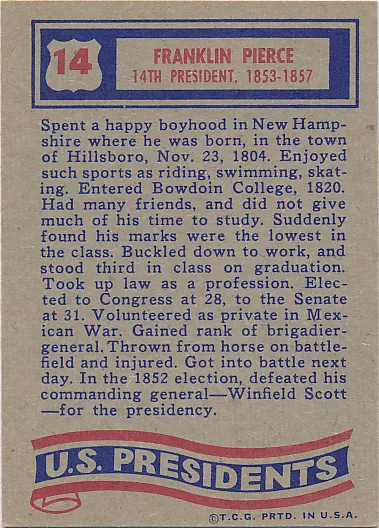 14
FRANKLIN PIERCE
14TH PRESIDENT, 1853-1857
Spent a happy boyhood in New Hamp-
shire where he was born, in the town
of Hillsboro, Nov. 23, 1804. Enjoyed
such sports as riding, swimming, skat-
ing. Entered Bowdoin College, 1820.
Had many friends, and did not give
much of his time to study. Suddenly
found his marks were the lowest in
the class. Buckled down to work, and
stood third in class on graduation.
Took up law as a profession. Elec-
ted to Congress at 28, to the Senate
at 31. Volunteered as private in Mex-
ican War. Gained rank of brigadier-
general. Thrown from horse on battle-
field and injured. Got into battle next
day. In the 1852 election, defeated his
commanding general—Winfield Scott
—for the presidency.
U.S. PRESIDENTS
©T.C.G. PRTD. IN U.S.A.